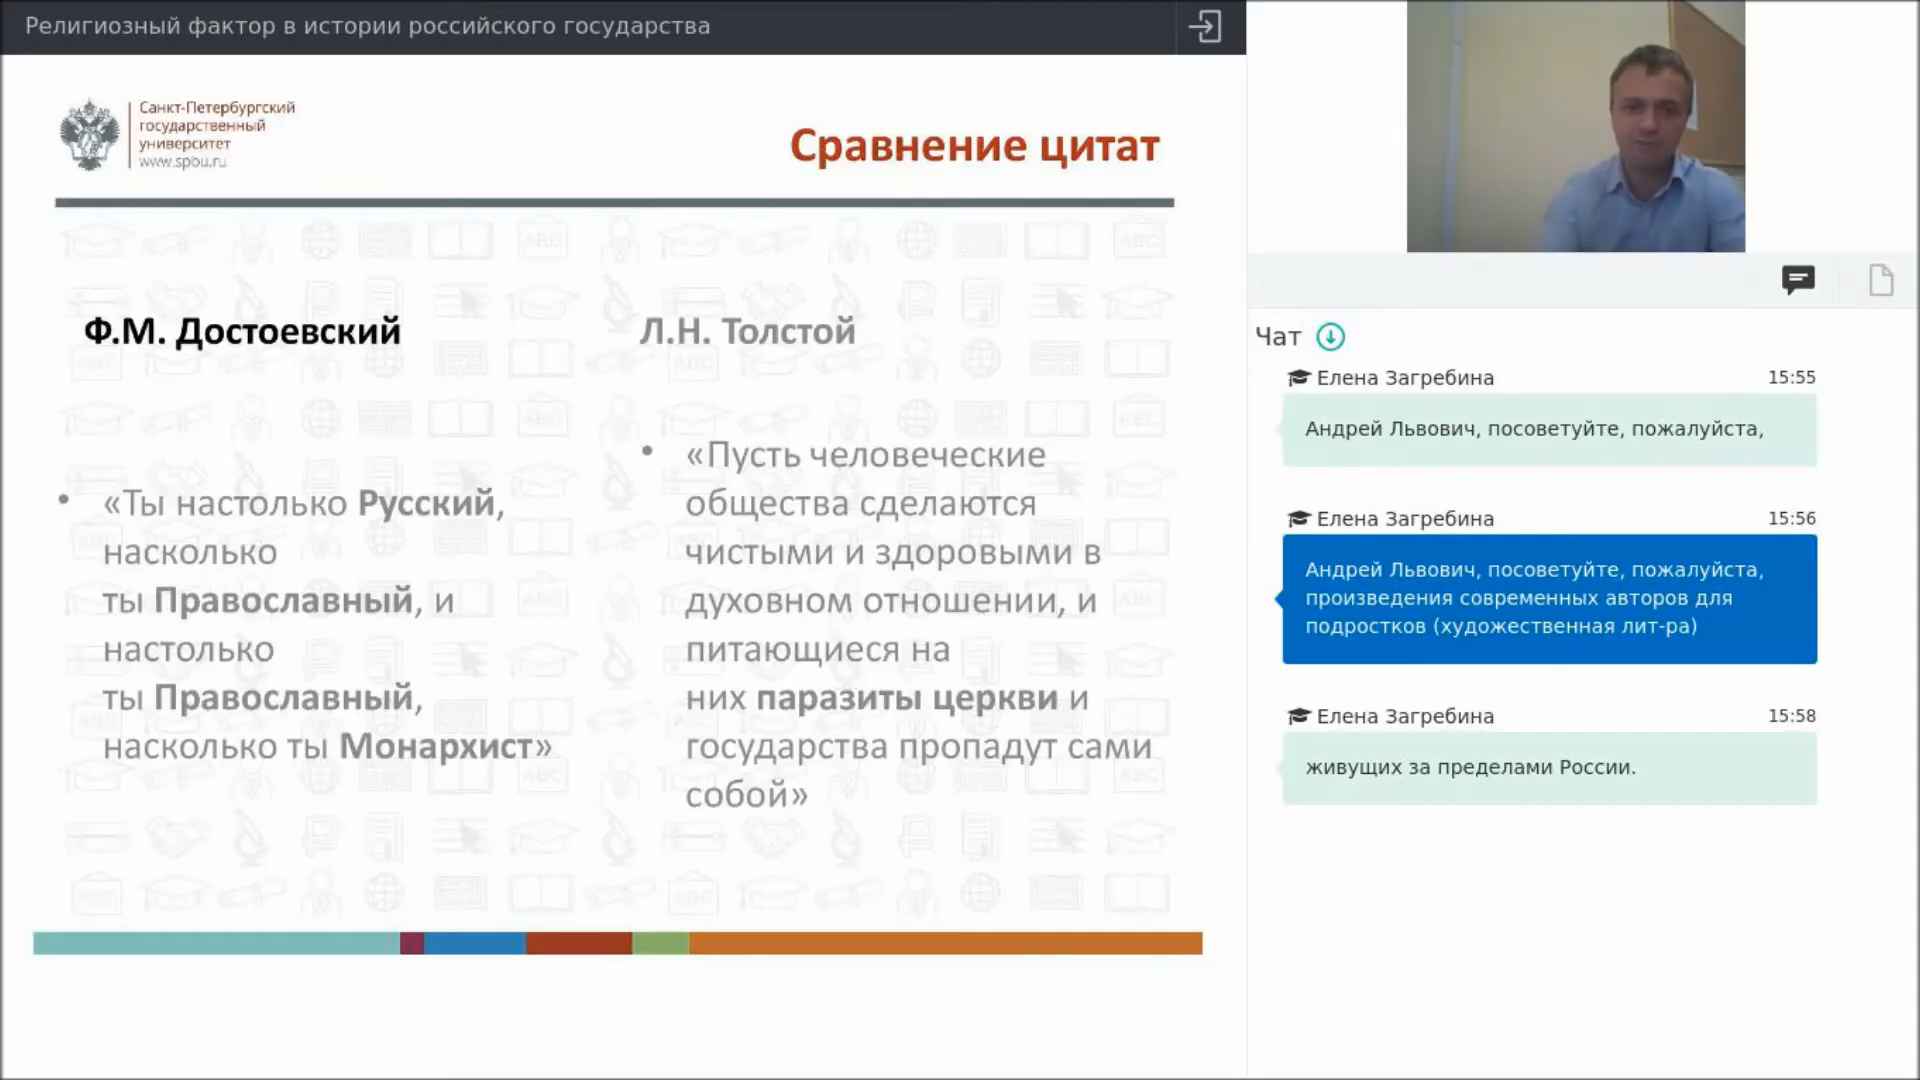 Религиозный фактор в истории российского государства
Санкт-Петербургский
государственный
университет
www.spbu.ru
Сравнение цитат
Ф.М. Достоевский
• «Ты настолько Русский,
насколько
ты Православный, и
настолько
ты Православный,
насколько ты Монархист»
Л.Н. Толстой
• «Пусть человеческие
общества сделаются
чистыми и здоровыми в
духовном отношении, и
питающиеся на
них паразиты церкви и
государства пропадут сами
собой»
Чат
Елена Загребина 15:55
Андрей Львович, посоветуйте, пожалуйста,
Елена Загребина 15:56
Андрей Львович, посоветуйте, пожалуйста,
произведения современных авторов для
подростков (художественная лит-ра)
Елена Загребина 15:58
живущих за пределами России.